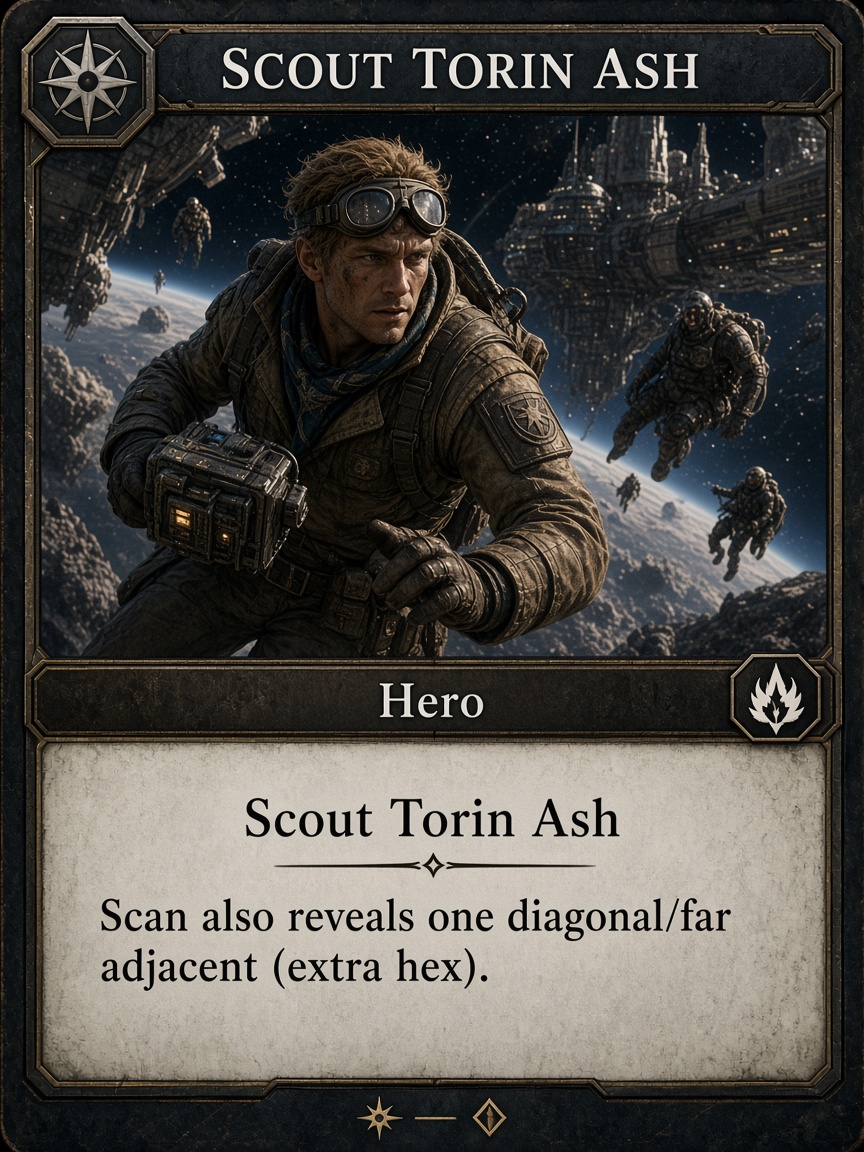 Scout Torin Ash
Hero
Scout Torin Ash
Scan also reveals one diagonal/far
adjacent (extra hex).